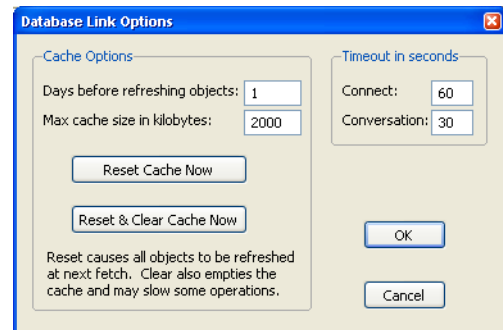 Database Link Options
Cache Options
Days before refreshing objects: 1
Max cache size in kilobytes: 2000
Reset Cache Now
Reset & Clear Cache Now
Reset causes all objects to be refreshed
at next fetch. Clear also empties the
cache and may slow some operations.
Timeout in seconds
Connect: 60
Conversation: 30
OK
Cancel